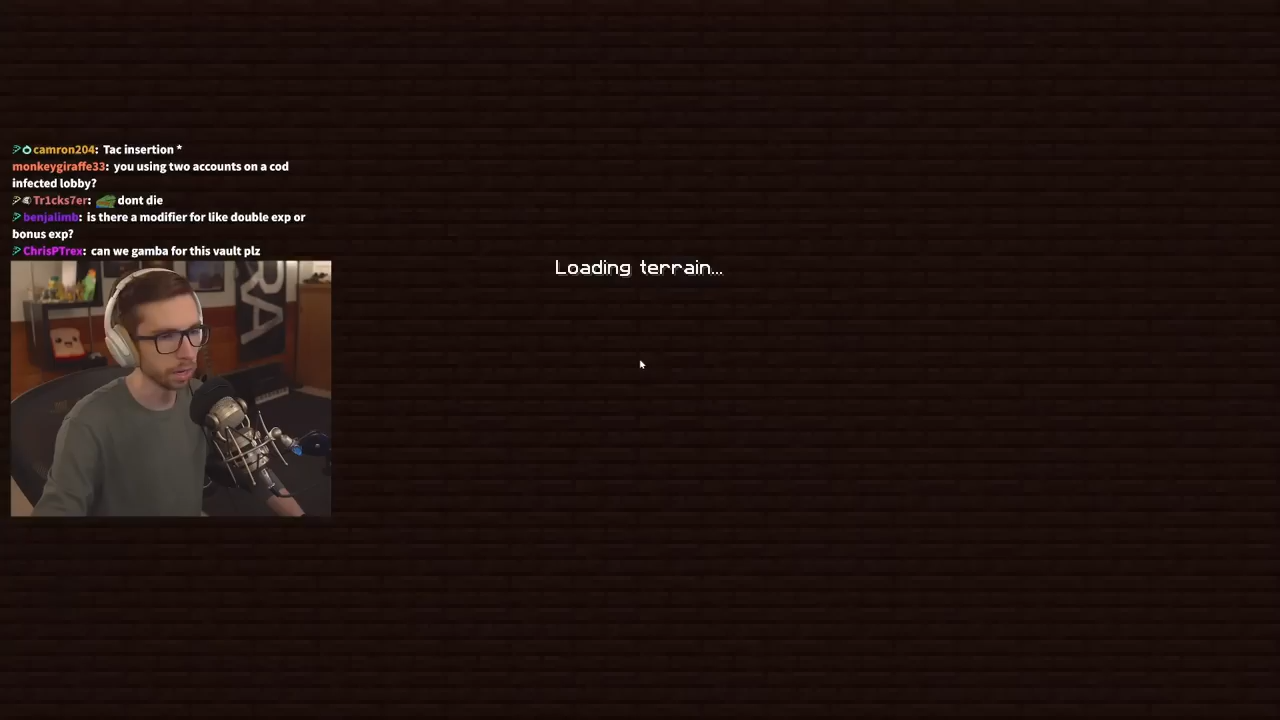 camron204: Tac insertion *
monkeygiraffe33: you using two accounts on a cod
infected lobby?
Tr1cks7er: dont die
benjalimb: is there a modifier for like double exp or
bonus exp?
ChrisPTrex: can we gamba for this vault plz
Loading terrain...
RA